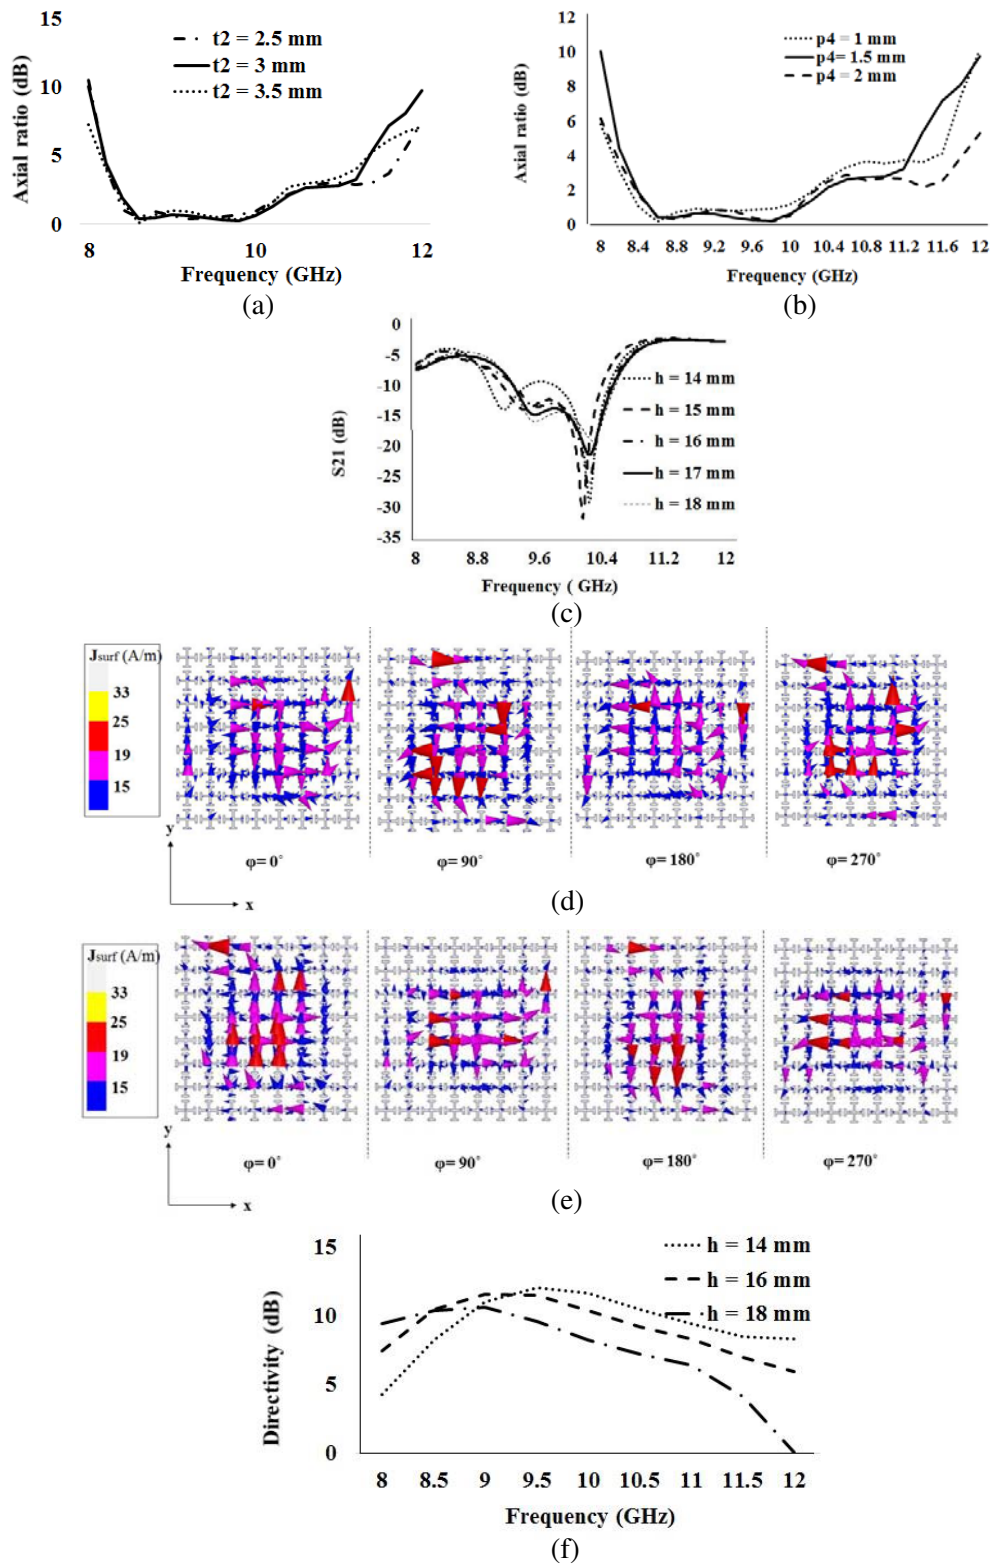 15
10
5
0
Axial ratio (dB)
t2 = 2.5 mm
t2 = 3 mm
t2 = 3.5 mm
8
10
12
Frequency (GHz)
(a)
12
10
8
6
4
2
0
Axial ratio (dB)
p4 = 1 mm
p4= 1.5 mm
p4 = 2 mm
8 8.4 8.8 9.2 9.6 10 10.4 10.8 11.2 11.6 12
Frequency (GHz)
(b)
0
-5
-10
-15
-20
-25
-30
-35
S21 (dB)
h = 14 mm
h = 15 mm
h = 16 mm
h = 17 mm
h = 18 mm
8 8.8 9.6 10.4 11.2 12
Frequency ( GHz)
(c)
Jsurf (A/m)
33
25
19
15
y
x
φ= 0°
φ= 90°
φ= 180°
φ= 270°
(d)
Jsurf (A/m)
33
25
19
15
y
x
φ= 0°
φ= 90°
φ= 180°
φ= 270°
(e)
15
10
5
0
Directivity (dB)
h = 14 mm
h = 16 mm
h = 18 mm
8 8.5 9 9.5 10 10.5 11 11.5 12
Frequency (GHz)
(f)